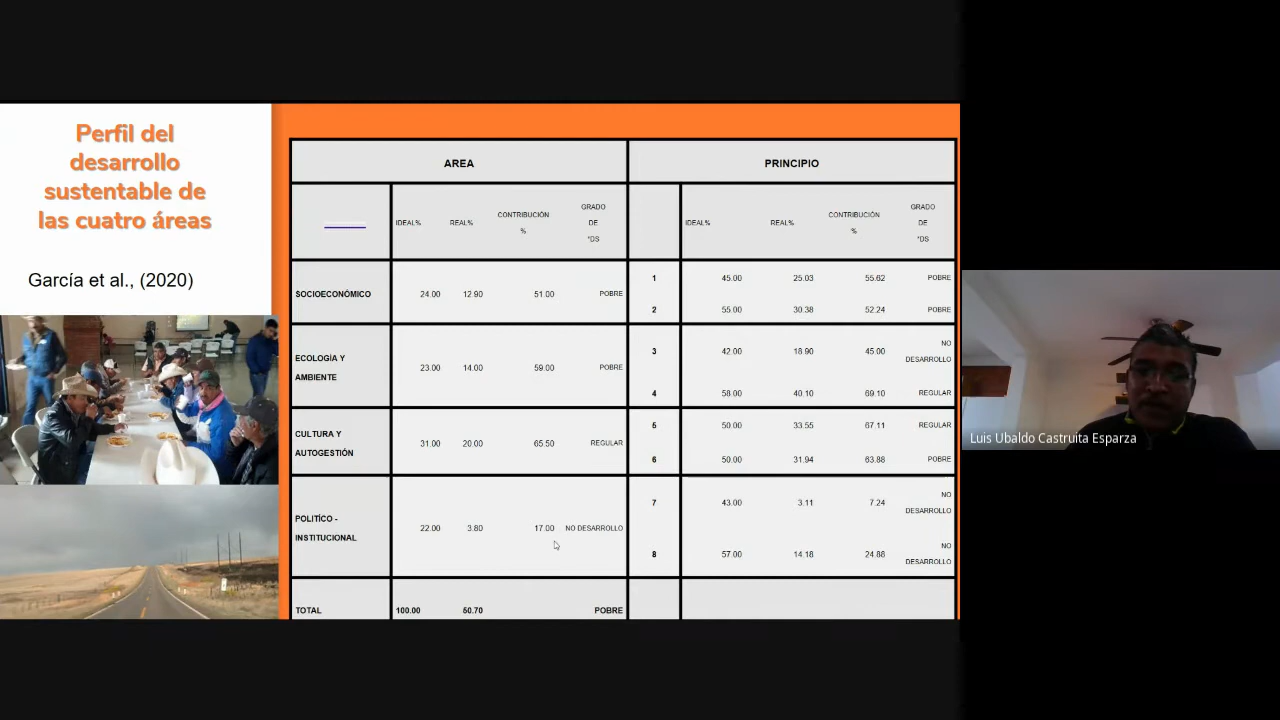 Perfil del
desarrollo
sustentable de
las cuatro áreas
García et al., (2020)
AREA
PRINCIPIO
IDEAL%
REAL%
CONTRIBUCIÓN
%
GRADO
DE
*DS
IDEAL%
REAL%
CONTRIBUCIÓN
%
GRADO
DE
*DS
SOCIOECONÓMICO
24.00 12.90 51.00 POBRE
1 45.00 25.03 55.62 POBRE
2 55.00 30.38 52.24 POBRE
ECOLOGÍA Y
AMBIENTE
23.00 14.00 59.00 POBRE
3 42.00 18.90 45.00 NO
DESARROLLO
4 58.00 40.10 69.10 REGULAR
CULTURA Y
AUTOGESTIÓN
31.00 20.00 65.50 REGULAR
5 50.00 33.55 67.11 REGULAR
6 50.00 31.94 63.88 POBRE
POLITÍCO -
INSTITUCIONAL
22.00 3.80 17.00 NO DESARROLLO
7 43.00 3.11 7.24 NO
DESARROLLO
8 57.00 14.18 24.88 NO
DESARROLLO
TOTAL 100.00 50.70 POBRE
Luis Ubaldo Castruita Esparza